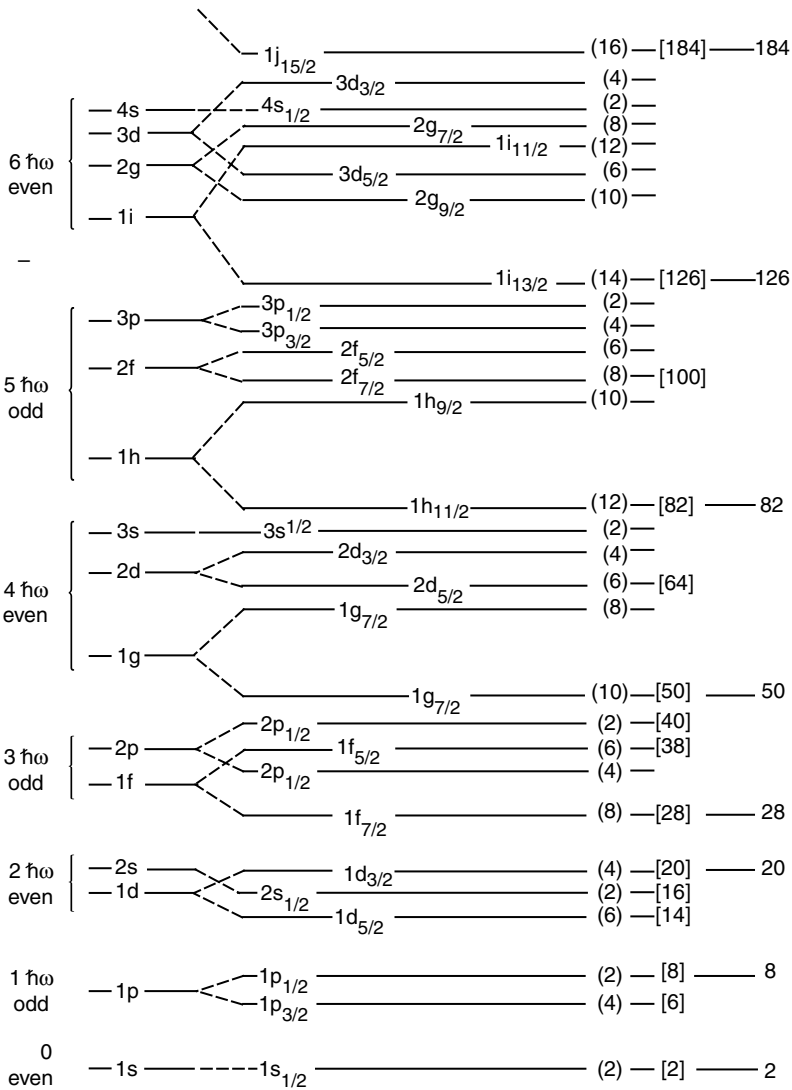 1j15/2 (16) [184] 184
3d3/2 (4)
4s 4s1/2 (2)
3d 2g7/2 (8)
1i11/2 (12)
6 ħω even 2g 3d5/2 (6)
2g9/2 (10)
1i
–
1i13/2 (14) [126] 126
3p 3p1/2 (2)
3p3/2 (4)
2f5/2 (6)
5 ħω odd 2f 2f7/2 (8) [100]
1h9/2 (10)
1h
1h11/2 (12) [82] 82
3s 3s1/2 (2)
2d3/2 (4)
4 ħω even 2d 2d5/2 (6) [64]
1g7/2 (8)
1g
1g7/2 (10) [50] 50
2p1/2 (2) [40]
3 ħω odd 2p 1f5/2 (6) [38]
1f 2p1/2 (4)
1f7/2 (8) [28] 28
2 ħω even 2s 1d3/2 (4) [20] 20
1d 2s1/2 (2) [16]
1d5/2 (6) [14]
1 ħω odd 1p 1p1/2 (2) [8] 8
1p3/2 (4) [6]
0 even 1s 1s1/2 (2) [2] 2